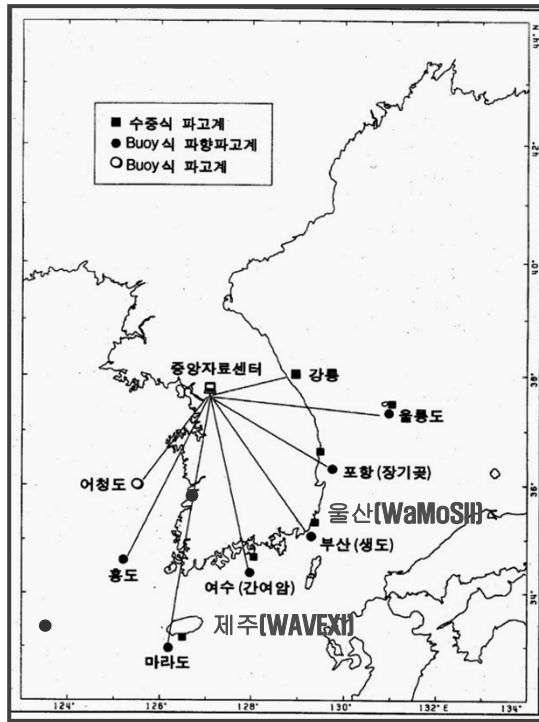 ■ 수중식 파고계
● Buoy식 파향파고계
○ Buoy식 파고계
44° N
42°
40°
38°
36°
34°
중앙자료센터
강릉
울릉도
포항 (장기곶)
어청도
울산(WaMoSII)
부산 (생도)
홍도
여수 (간여암)
제주(WAVEX1)
마라도
124°
126°
128°
130°
132°
134° E